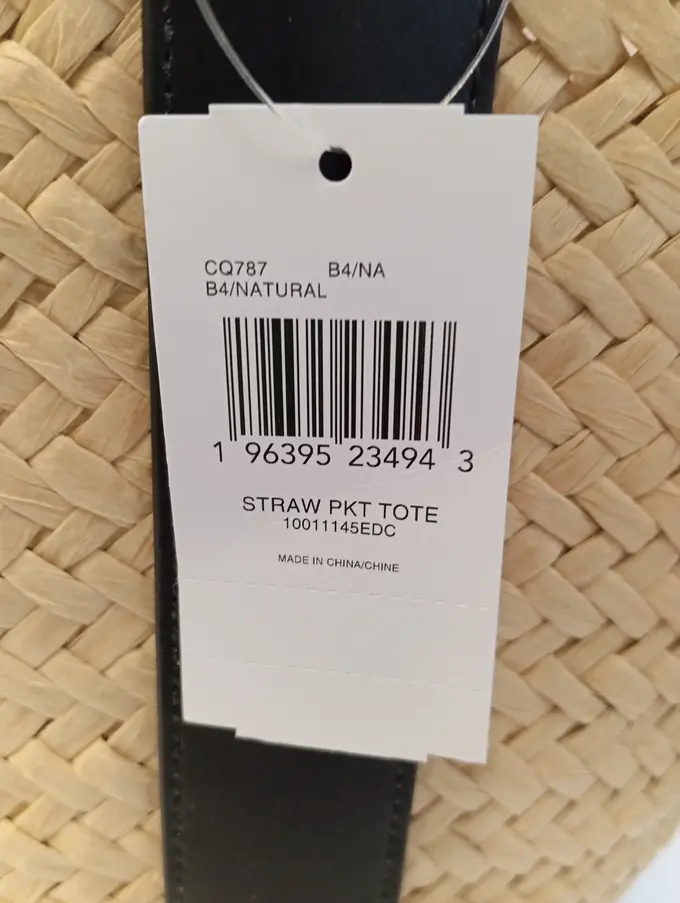 CQ787 B4/NA
B4/NATURAL
1 96395 23494 3
STRAW PKT TOTE
10011145EDC
MADE IN CHINA/CHINE